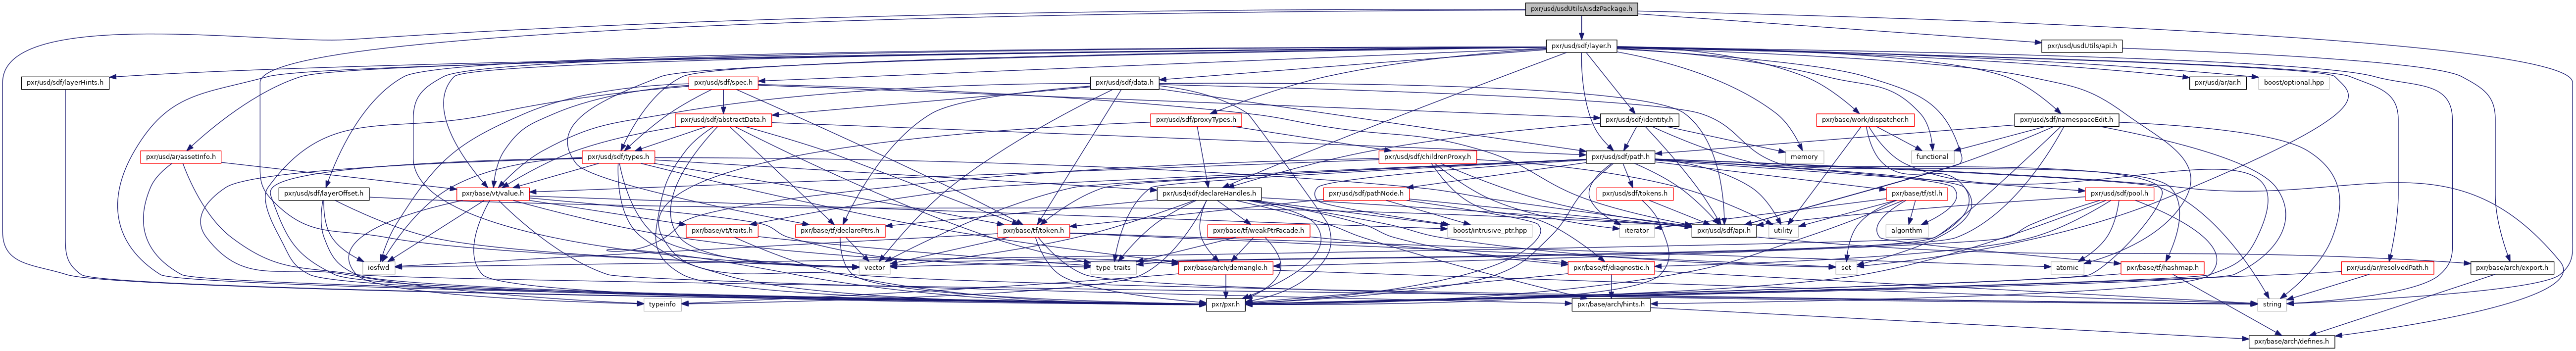 pxr/usd/usdUtils/usdzPackage.h
pxr/usd/sdf/layer.h
pxr/usd/usdUtils/api.h
pxr/usd/sdf/layerHints.h
pxr/usd/sdf/spec.h
pxr/usd/sdf/data.h
pxr/usd/ar/ar.h
boost/optional.hpp
pxr/usd/sdf/abstractData.h
pxr/usd/sdf/proxyTypes.h
pxr/usd/sdf/identity.h
pxr/base/work/dispatcher.h
pxr/usd/sdf/namespaceEdit.h
pxr/usd/ar/assetInfo.h
pxr/usd/sdf/types.h
pxr/usd/sdf/childrenProxy.h
memory
pxr/usd/sdf/path.h
functional
pxr/usd/sdf/layerOffset.h
pxr/base/vt/value.h
pxr/usd/sdf/declareHandles.h
pxr/usd/sdf/pathNode.h
pxr/usd/sdf/tokens.h
pxr/base/tf/stl.h
pxr/usd/sdf/pool.h
pxr/base/vt/traits.h
pxr/base/tf/declarePtrs.h
pxr/base/tf/token.h
pxr/base/tf/weakPtrFacade.h
boost/intrusive_ptr.hpp
iterator
pxr/usd/sdf/api.h
utility
algorithm
iosfwd
vector
type_traits
pxr/base/arch/demangle.h
pxr/base/tf/diagnostic.h
set
atomic
pxr/base/tf/hashmap.h
pxr/usd/ar/resolvedPath.h
pxr/base/arch/export.h
typeinfo
pxr/pxr.h
pxr/base/arch/hints.h
string
pxr/base/arch/defines.h